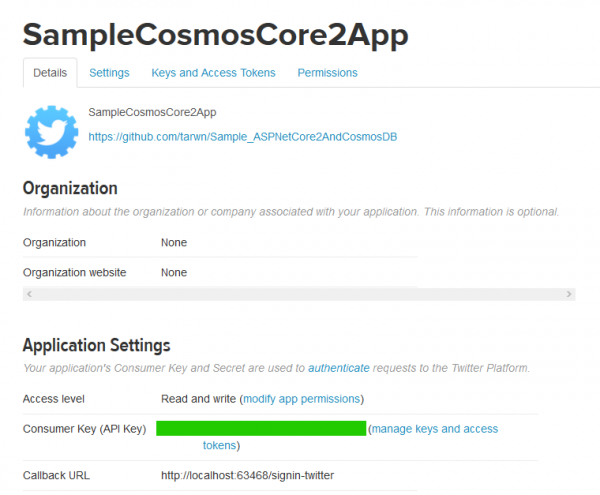 SampleCosmosCore2App
Details Settings Keys and Access Tokens Permissions
SampleCosmosCore2App
https://github.com/tarwn/Sample_ASPNetCore2AndCosmosDB
Organization
Information about the organization or company associated with your application. This information is optional.
Organization None
Organization website None
Application Settings
Your application's Consumer Key and Secret are used to authenticate requests to the Twitter Platform.
Access level Read and write (modify app permissions)
Consumer Key (API Key) (manage keys and access
tokens)
Callback URL http://localhost:63468/signin-twitter